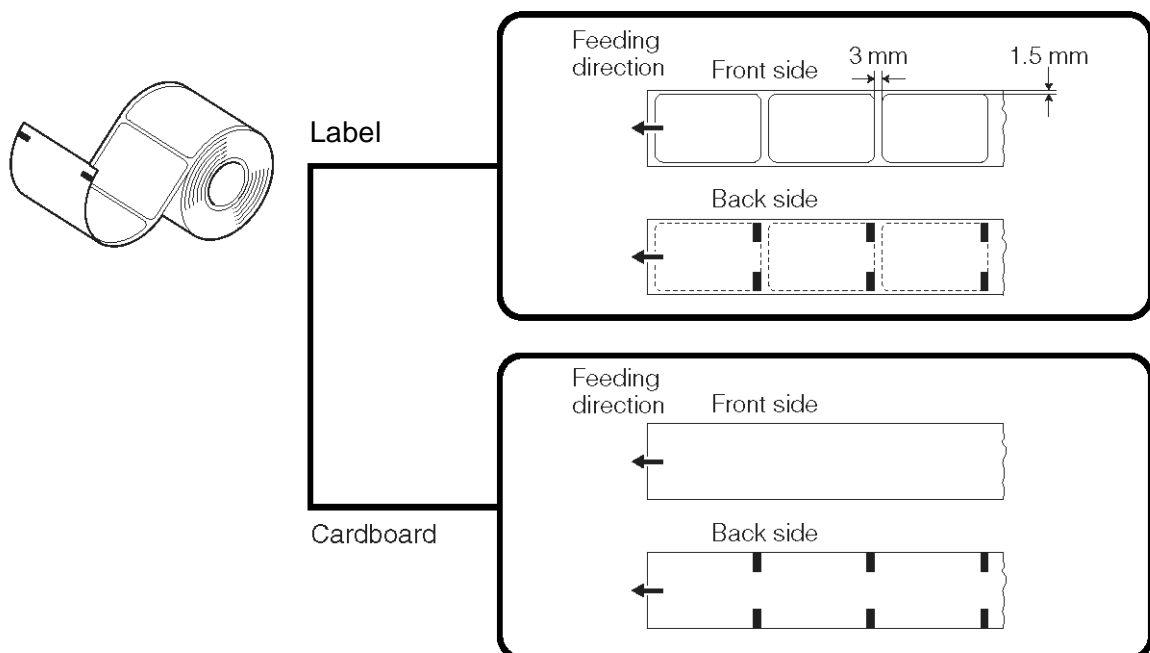 Label
Feeding
direction
Front side
3 mm
1.5 mm
Back side
Cardboard
Feeding
direction
Front side
Back side